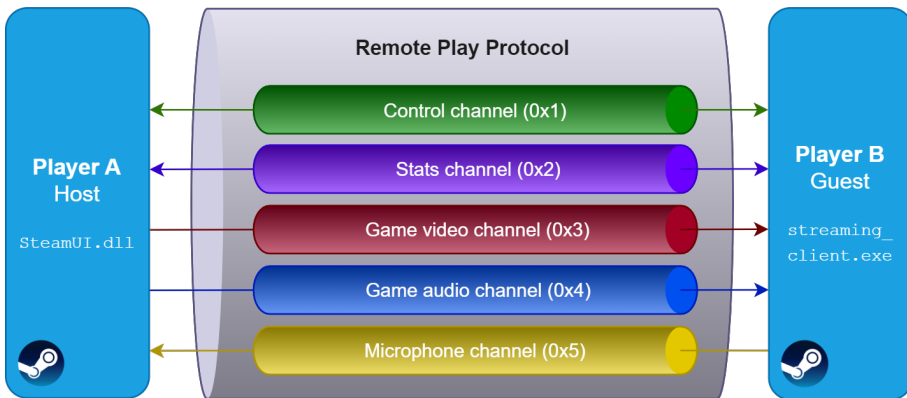 Remote Play Protocol
Player A
Host
SteamUI.dll
Control channel (0x1)
Stats channel (0x2)
Game video channel (0x3)
Game audio channel (0x4)
Microphone channel (0x5)
Player B
Guest
streaming_
client.exe